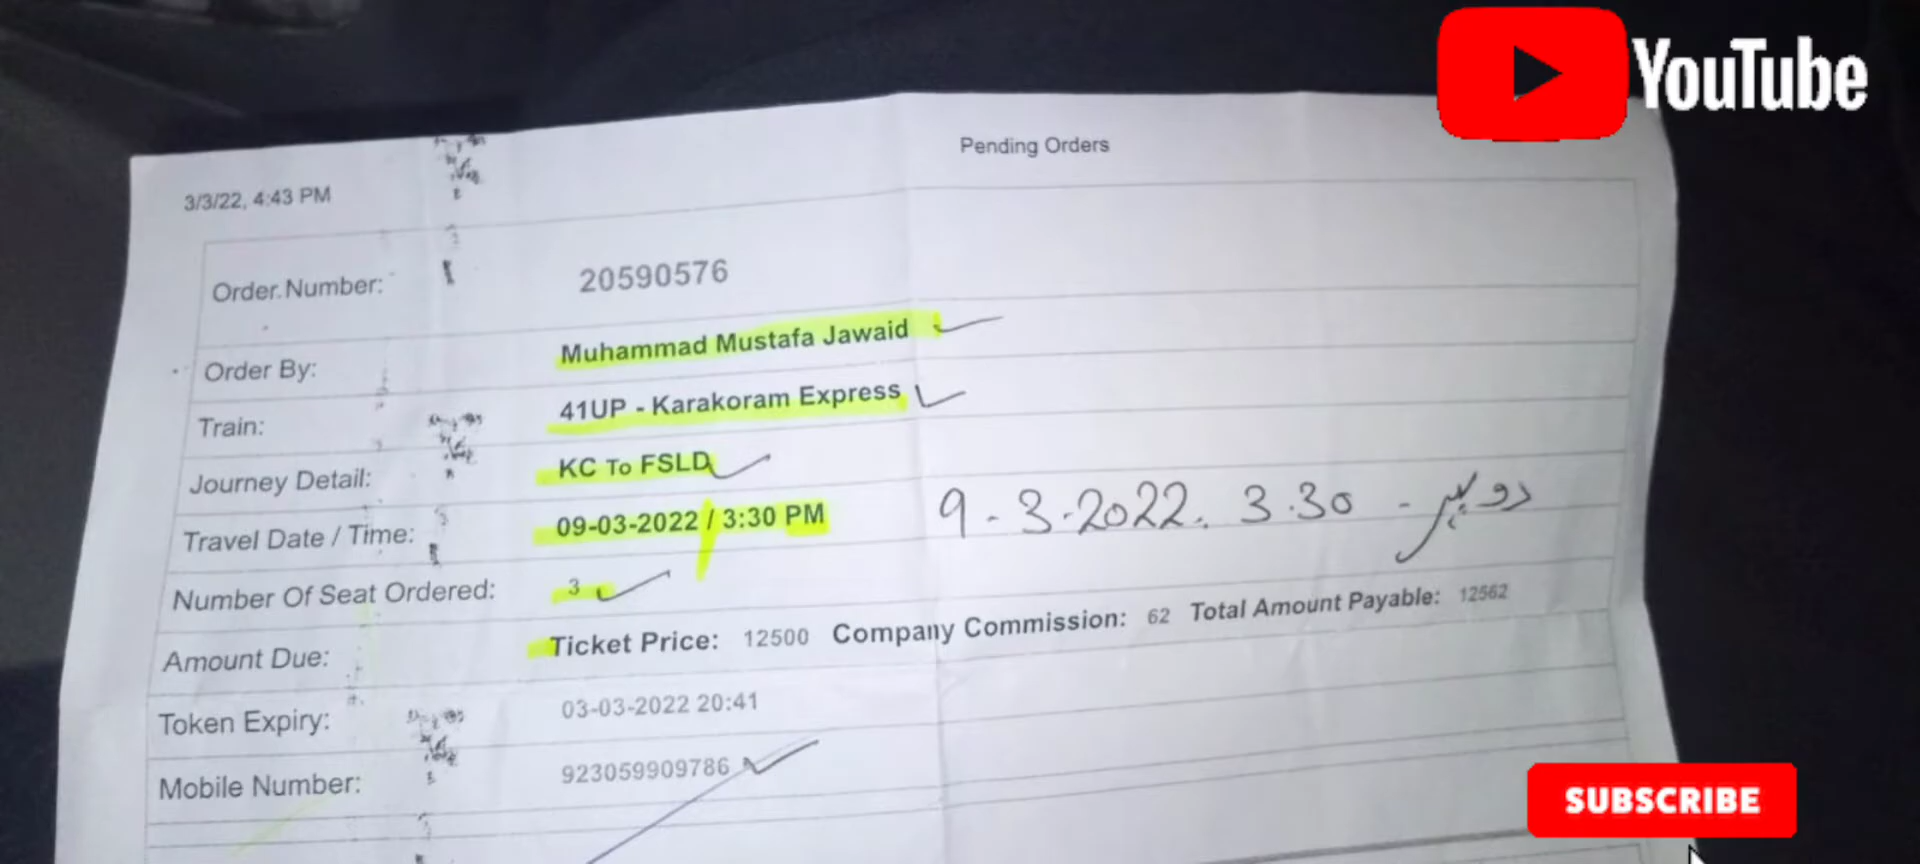 YouTube
Pending Orders
3/3/22, 4:43 PM
Order Number: 20590576
Order By: Muhammad Mustafa Jawaid
Train: 41UP - Karakoram Express
Journey Detail: KC To FSLD
Travel Date / Time: 09-03-2022 / 3:30 PM 9-3-2022. 3.30 - دوپہر
Number Of Seat Ordered: 3
Amount Due: Ticket Price: 12500 Company Commission: 62 Total Amount Payable: 12562
Token Expiry: 03-03-2022 20:41
Mobile Number: 923059909786
SUBSCRIBE